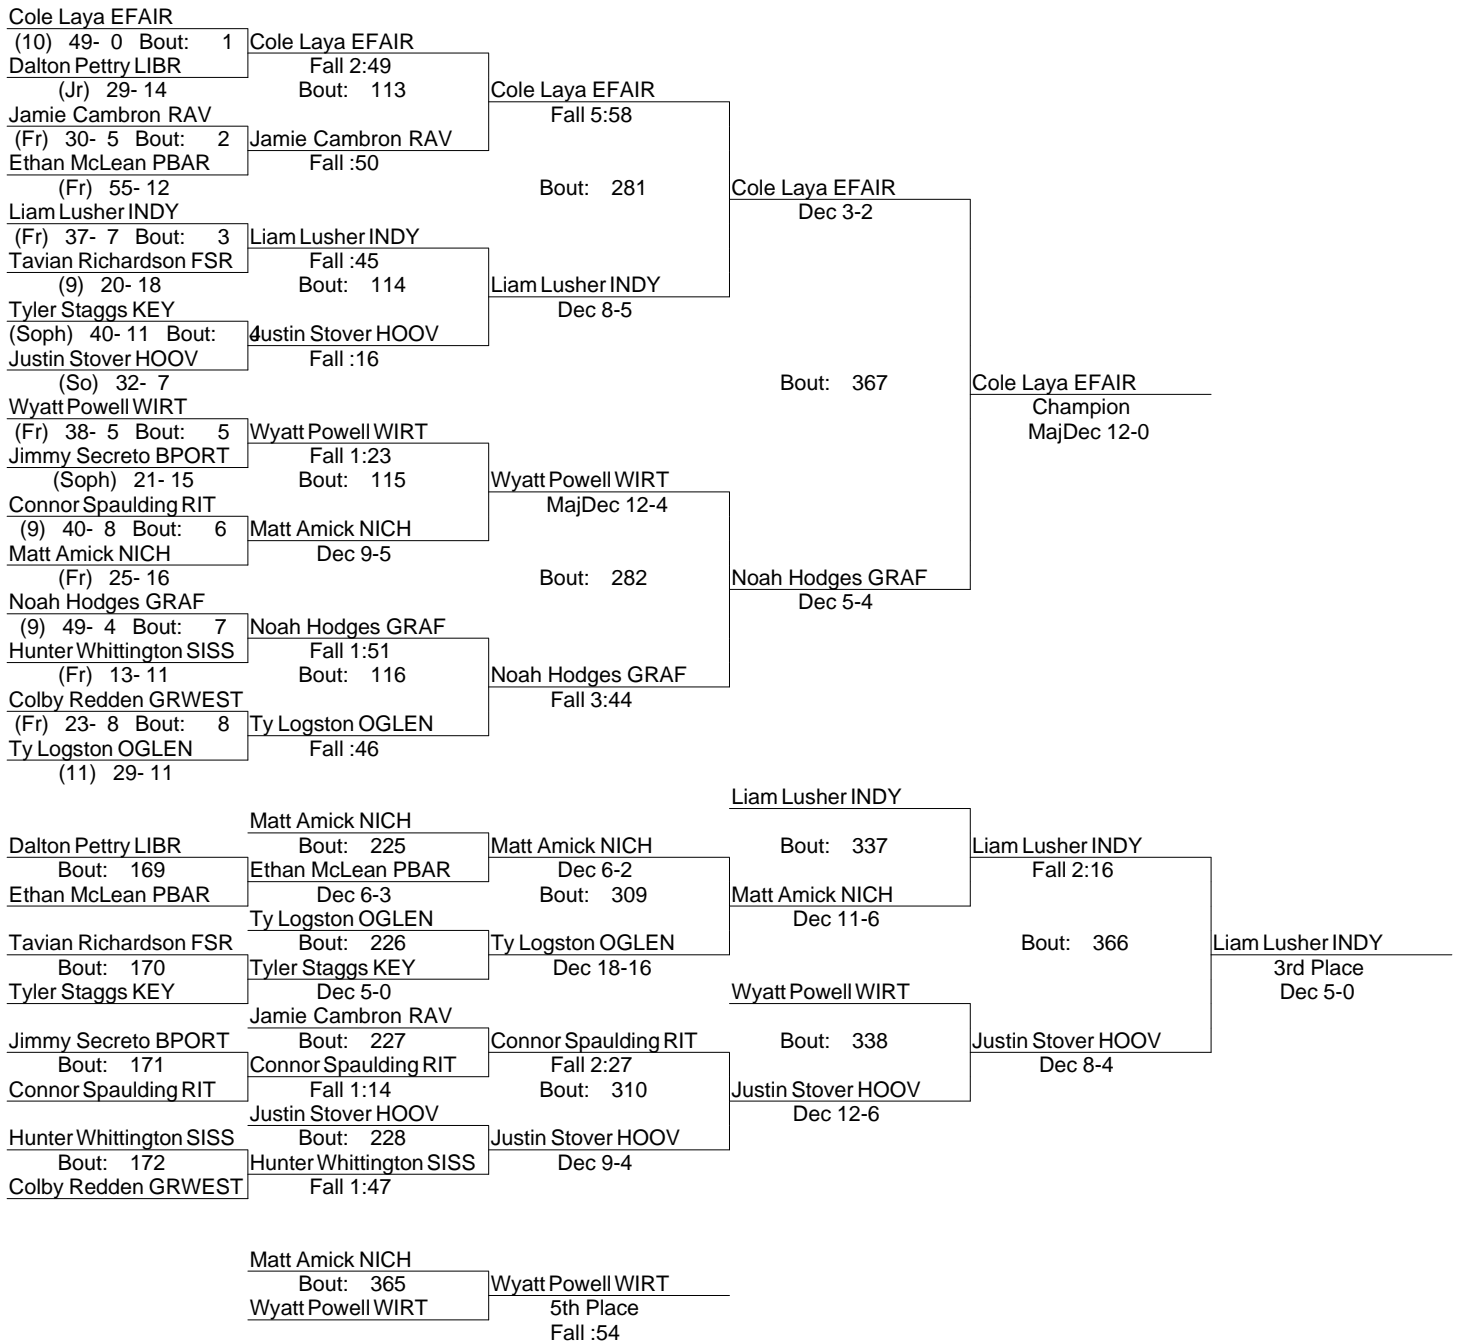 Cole Laya EFAIR
(10) 49- 0 Bout: 1
Cole Laya EFAIR
Dalton Pettry LIBR
Fall 2:49
(Jr) 29- 14
Bout: 113
Cole Laya EFAIR
Jamie Cambron RAV
Fall 5:58
(Fr) 30- 5 Bout: 2
Jamie Cambron RAV
Ethan McLean PBAR
Fall :50
(Fr) 55- 12
Bout: 281
Cole Laya EFAIR
Liam Lusher INDY
Dec 3-2
(Fr) 37- 7 Bout: 3
Liam Lusher INDY
Tavian Richardson FSR
Fall :45
(9) 20- 18
Bout: 114
Liam Lusher INDY
Tyler Staggs KEY
Dec 8-5
(Soph) 40- 11 Bout: 4
Justin Stover HOOV
Justin Stover HOOV
Fall :16
(So) 32- 7
Bout: 367
Cole Laya EFAIR
Wyatt Powell WIRT
Champion
(Fr) 38- 5 Bout: 5
Wyatt Powell WIRT
MajDec 12-0
Jimmy Secreto BPORT
Fall 1:23
(Soph) 21- 15
Bout: 115
Wyatt Powell WIRT
Connor Spaulding RIT
MajDec 12-4
(9) 40- 8 Bout: 6
Matt Amick NICH
Matt Amick NICH
Dec 9-5
(Fr) 25- 16
Bout: 282
Noah Hodges GRAF
Noah Hodges GRAF
Dec 5-4
(9) 49- 4 Bout: 7
Noah Hodges GRAF
Hunter Whittington SISS
Fall 1:51
(Fr) 13- 11
Bout: 116
Noah Hodges GRAF
Colby Redden GRWEST
Fall 3:44
(Fr) 23- 8 Bout: 8
Ty Logston OGLEN
Ty Logston OGLEN
Fall :46
(11) 29- 11
Liam Lusher INDY
Matt Amick NICH
Dalton Pettry LIBR
Bout: 225
Matt Amick NICH
Bout: 337
Liam Lusher INDY
Bout: 169
Ethan McLean PBAR
Dec 6-2
Fall 2:16
Ethan McLean PBAR
Dec 6-3
Bout: 309
Matt Amick NICH
Ty Logston OGLEN
Dec 11-6
Tavian Richardson FSR
Bout: 226
Ty Logston OGLEN
Bout: 366
Liam Lusher INDY
Bout: 170
Tyler Staggs KEY
Dec 18-16
3rd Place
Tyler Staggs KEY
Dec 5-0
Wyatt Powell WIRT
Dec 5-0
Jamie Cambron RAV
Jimmy Secreto BPORT
Bout: 227
Connor Spaulding RIT
Bout: 338
Justin Stover HOOV
Bout: 171
Connor Spaulding RIT
Fall 2:27
Dec 8-4
Connor Spaulding RIT
Fall 1:14
Bout: 310
Justin Stover HOOV
Justin Stover HOOV
Dec 12-6
Hunter Whittington SISS
Bout: 228
Justin Stover HOOV
Bout: 172
Hunter Whittington SISS
Dec 9-4
Colby Redden GRWEST
Fall 1:47
Matt Amick NICH
Bout: 365
Wyatt Powell WIRT
Wyatt Powell WIRT
5th Place
Fall :54